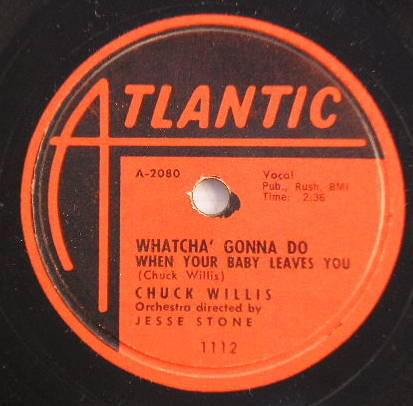 ATLANTIC
A-2080
Vocal
Pub., Rush, BMI
Time: 2:36
WHATCHA' GONNA DO
WHEN YOUR BABY LEAVES YOU
(Chuck Willis)
CHUCK WILLIS
Orchestra directed by
JESSE STONE
1112